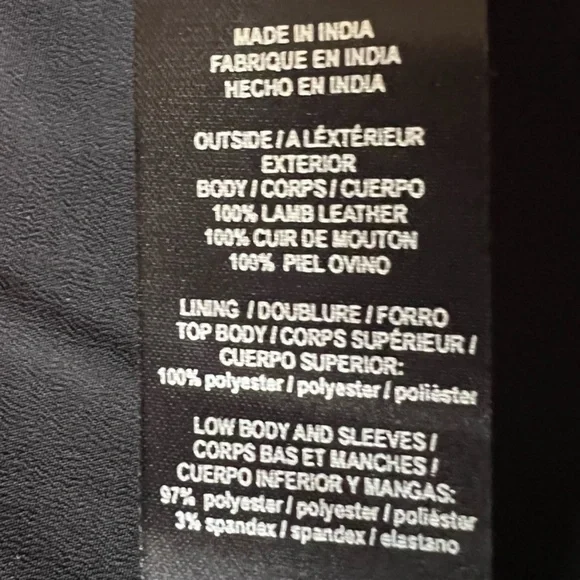 MADE IN INDIA
FABRIQUE EN INDIA
HECHO EN INDIA
OUTSIDE / A LÉXTÉRIEUR
EXTERIOR
BODY / CORPS / CUERPO
100% LAMB LEATHER
100% CUIR DE MOUTON
100% PIEL OVINO
LINING / DOUBLURE / FORRO
TOP BODY / CORPS SUPÉRIEUR /
CUERPO SUPERIOR:
100% polyester / polyester / poliéster
LOW BODY AND SLEEVES /
CORPS BAS ET MANCHES /
CUERPO INFERIOR Y MANGAS:
97% polyester / polyester / poliéster
3% spandex / spandex / elastano